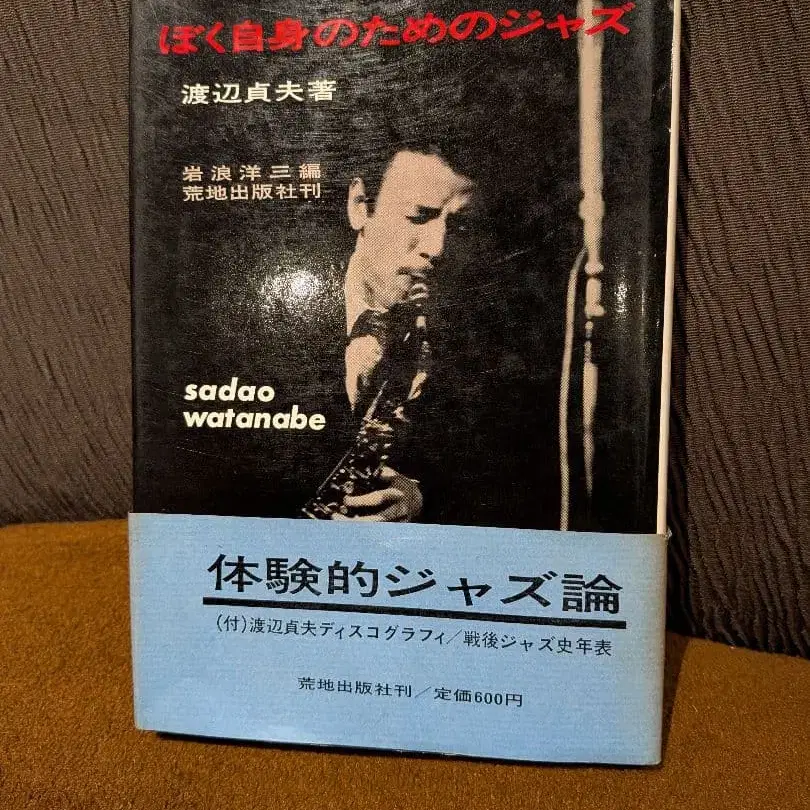 ぼく自身のためのジャズ
渡辺貞夫著
岩浪洋三編
荒地出版社刊
sadao
watanabe
体験的ジャズ論
(付)渡辺貞夫ディスコグラフィ/戦後ジャズ史年表
荒地出版社刊/定価600円